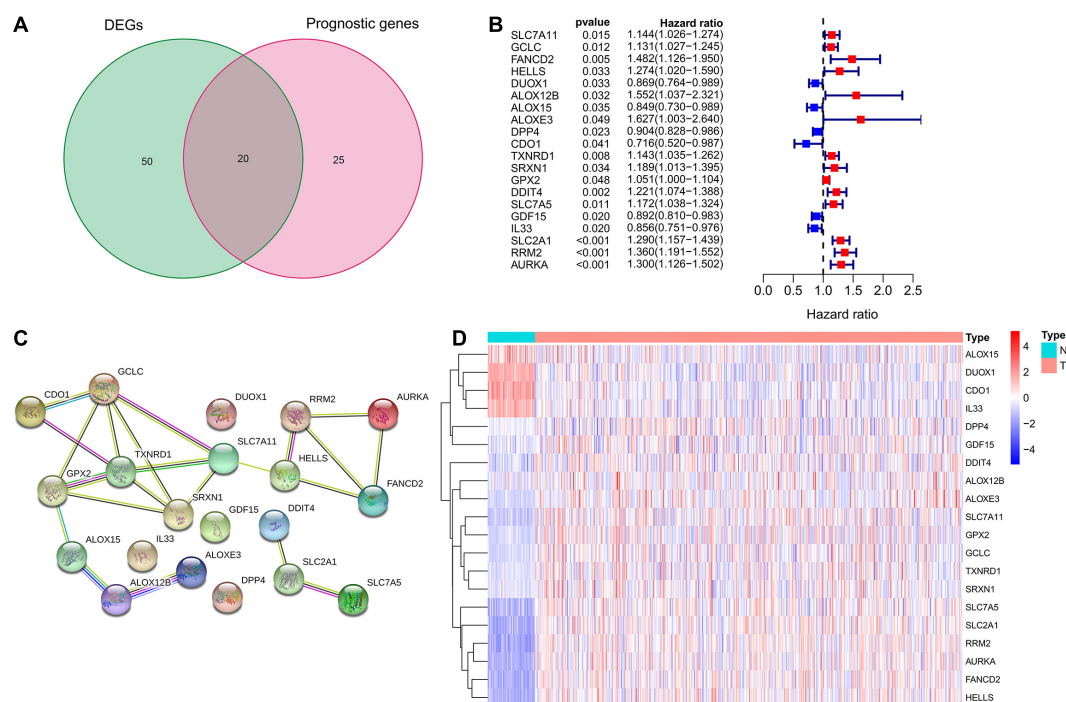 A
DEGs
Prognostic genes
50
20
25
B
pvalue Hazard ratio
SLC7A11 0.015 1.144(1.026−1.274)
GCLC 0.012 1.131(1.027−1.245)
FANCD2 0.005 1.482(1.126−1.950)
HELLS 0.033 1.274(1.020−1.590)
DUOX1 0.033 0.869(0.764−0.989)
ALOX12B 0.032 1.552(1.037−2.321)
ALOX15 0.035 0.849(0.730−0.989)
ALOXE3 0.049 1.627(1.003−2.640)
DPP4 0.023 0.904(0.828−0.986)
CDO1 0.041 0.716(0.520−0.987)
TXNRD1 0.008 1.143(1.035−1.262)
SRXN1 0.034 1.189(1.013−1.395)
GPX2 0.048 1.051(1.000−1.104)
DDIT4 0.002 1.221(1.074−1.388)
SLC7A5 0.011 1.172(1.038−1.324)
GDF15 0.020 0.892(0.810−0.983)
IL33 0.020 0.856(0.751−0.976)
SLC2A1 <0.001 1.290(1.157−1.439)
RRM2 <0.001 1.360(1.191−1.552)
AURKA <0.001 1.300(1.126−1.502)
0.0 0.5 1.0 1.5 2.0 2.5
Hazard ratio
C
GCLC
CDO1
DUOX1
RRM2
AURKA
SLC7A11
TXNRD1
HELLS
GPX2
FANCD2
SRXN1
GDF15
DDIT4
ALOX15
IL33
ALOXE3
SLC2A1
ALOX12B
DPP4
SLC7A5
D
Type
ALOX15
DUOX1
CDO1
IL33
DPP4
GDF15
DDIT4
ALOX12B
ALOXE3
SLC7A11
GPX2
GCLC
TXNRD1
SRXN1
SLC7A5
SLC2A1
RRM2
AURKA
FANCD2
HELLS
4
2
0
−2
−4
Type
N
T